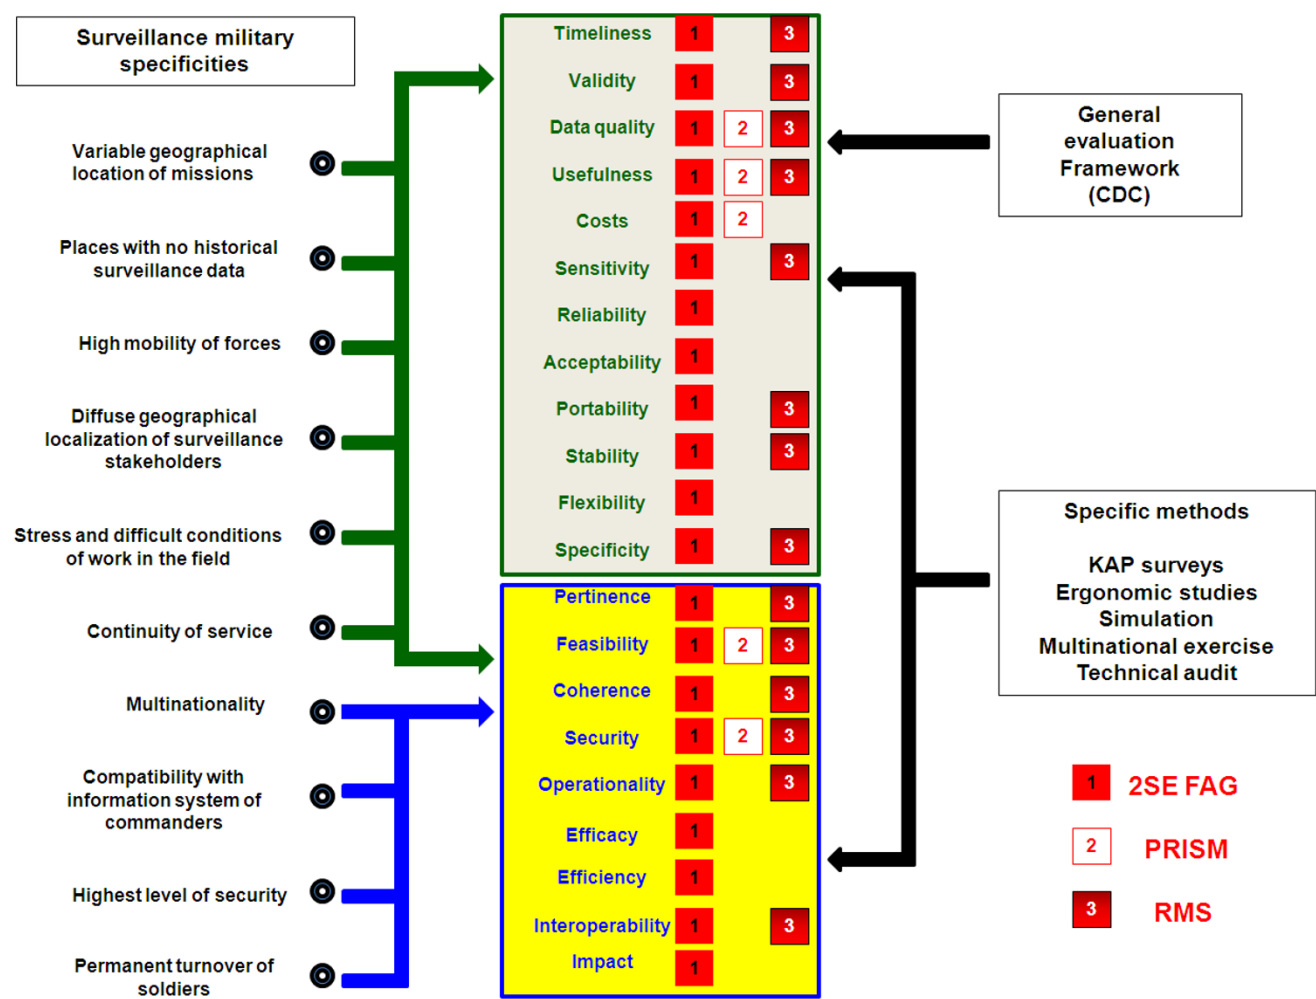 Surveillance military
specificities
Variable geographical
location of missions
Places with no historical
surveillance data
High mobility of forces
Diffuse geographical
localization of surveillance
stakeholders
Stress and difficult conditions
of work in the field
Continuity of service
Multinationality
Compatibility with
information system of
commanders
Highest level of security
Permanent turnover of
soldiers
Timeliness 1 3
Validity 1 3
Data quality 1 2 3
Usefulness 1 2 3
Costs 1 2
Sensitivity 1 3
Reliability 1
Acceptability 1
Portability 1 3
Stability 1 3
Flexibility 1
Specificity 1 3
Pertinence 1 3
Feasibility 1 2 3
Coherence 1 3
Security 1 2 3
Operationality 1 3
Efficacy 1
Efficiency 1
Interoperability 1 3
Impact 1
General
evaluation
Framework
(CDC)
Specific methods
KAP surveys
Ergonomic studies
Simulation
Multinational exercise
Technical audit
1 2SE FAG
2 PRISM
3 RMS